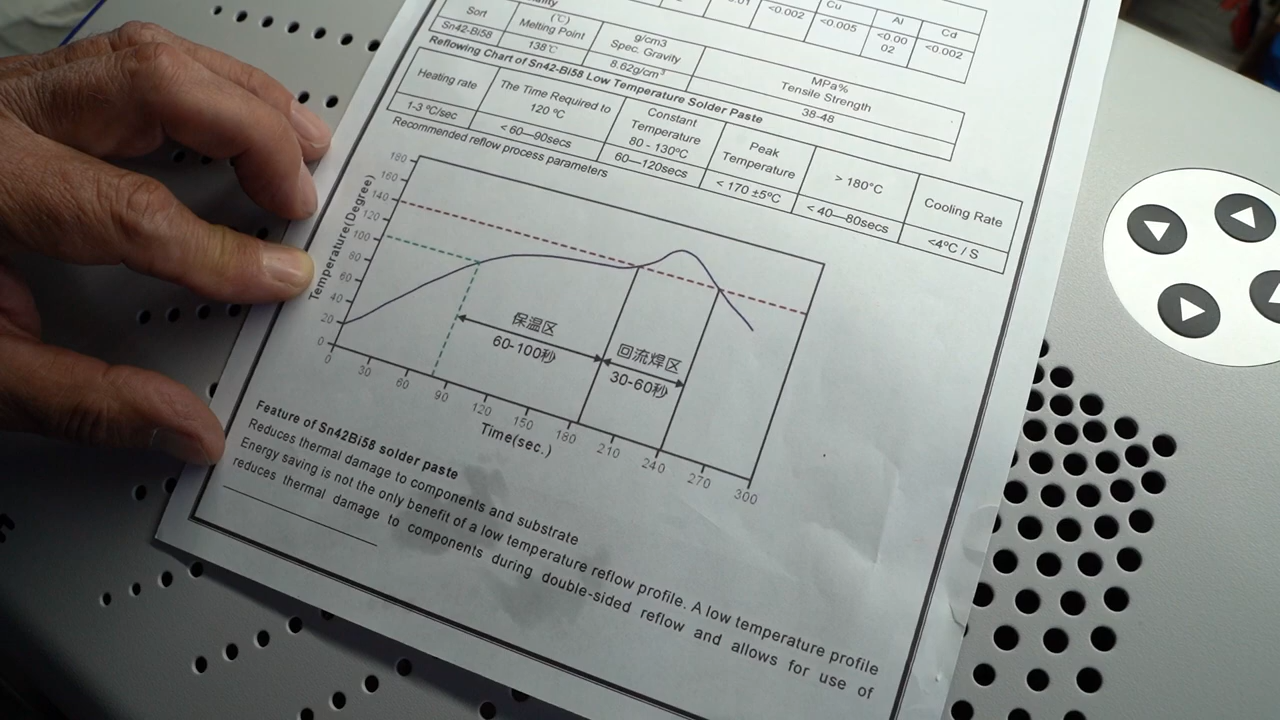 Cu
Al
Cd
<0.002
<0.005
<0.00
02
<0.002
Sort
(℃)
Melting Point
g/cm3
Spec. Gravity
MPa%
Tensile Strength
Sn42-Bi58
138℃
8.62g/cm³
38-48
Reflowing Chart of Sn42-Bi58 Low Temperature Solder Paste
Heating rate
The Time Required to
120 ºC
Constant
Temperature
80 - 130ºC
Peak
Temperature
> 180°C
Cooling Rate
1-3 ºC/sec
< 60—90secs
60—120secs
< 170 ±5ºC
< 40—80secs
<4ºC / S
Recommended reflow process parameters
Temperature(Degree)
180
160
140
120
100
80
60
40
20
0
保温区
60-100秒
回流焊区
30-60秒
0 30 60 90 120 150 180 210 240 270 300
Time(sec.)
Feature of Sn42Bi58 solder paste
Reduces thermal damage to components and substrate
Energy saving is not the only benefit of a low temperature reflow profile. A low temperature profile
reduces thermal damage to components during double-sided reflow and allows for use of